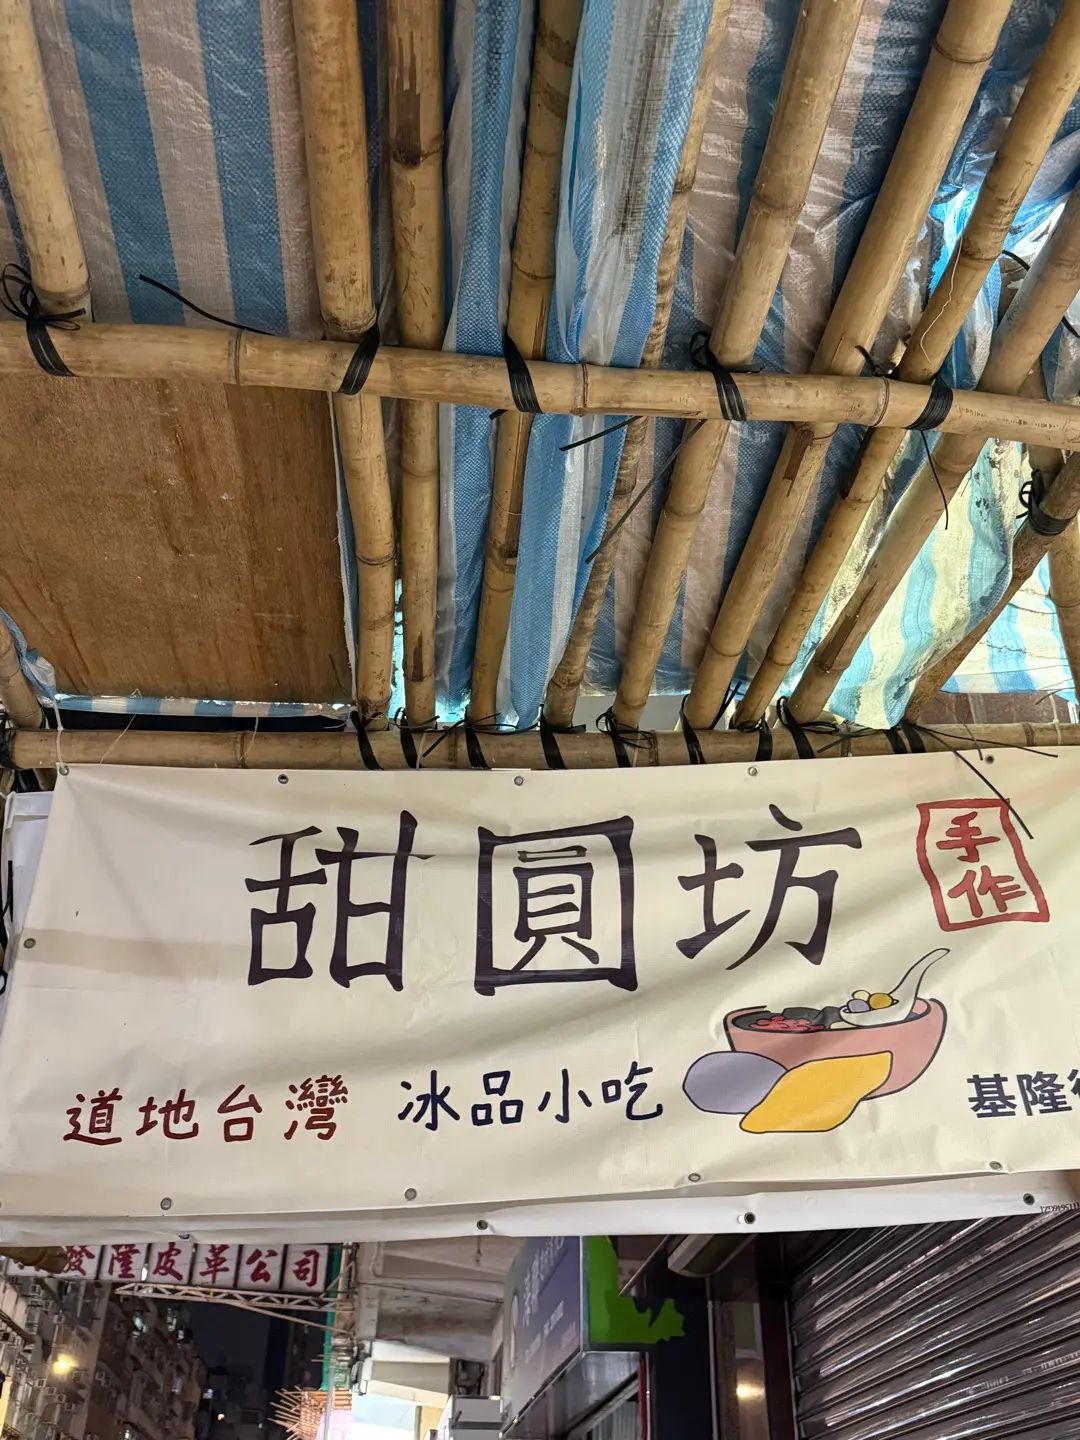 甜圓坊
手作
道地台灣 冰品小吃
基隆
發隆皮革公司